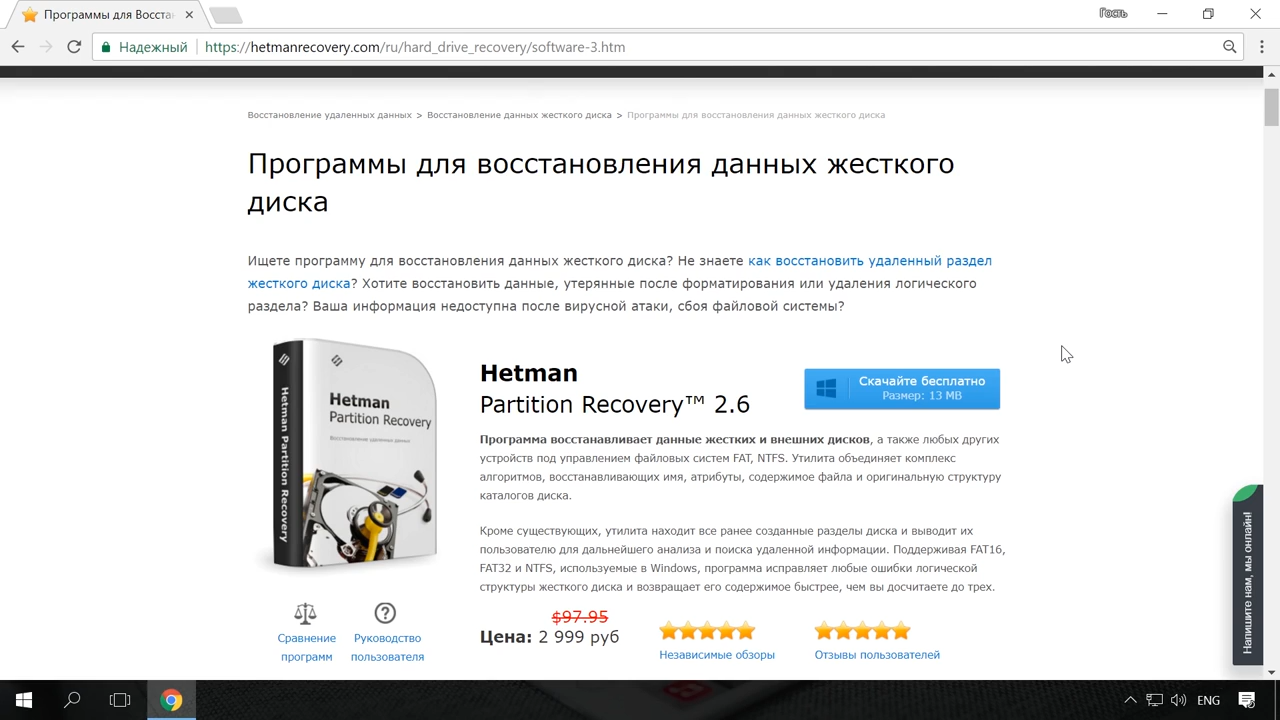 Программы для Восста
Гость
Надежный
https://hetmanrecovery.com/ru/hard_drive_recovery/software-3.htm
Восстановление удаленных данных > Восстановление данных жесткого диска > Программы для восстановления данных жесткого диска
Программы для восстановления данных жесткого
диска
Ищете программу для восстановления данных жесткого диска? Не знаете как восстановить удаленный раздел
жесткого диска? Хотите восстановить данные, утерянные после форматирования или удаления логического
раздела? Ваша информация недоступна после вирусной атаки, сбоя файловой системы?
Hetman Partition Recovery
Hetman
Partition Recovery
Восстановление удаленных данных
Hetman
Partition Recovery™ 2.6
Скачайте бесплатно
Размер: 13 MB
Программа восстанавливает данные жестких и внешних дисков, а также любых других
устройств под управлением файловых систем FAT, NTFS. Утилита объединяет комплекс
алгоритмов, восстанавливающих имя, атрибуты, содержимое файла и оригинальную структуру
каталогов диска.
Кроме существующих, утилита находит все ранее созданные разделы диска и выводит их
пользователю для дальнейшего анализа и поиска удаленной информации. Поддерживая FAT16,
FAT32 и NTFS, используемые в Windows, программа исправляет любые ошибки логической
структуры жесткого диска и возвращает его содержимое быстрее, чем вы досчитаете до трех.
$97.95
Цена: 2 999 руб
Независимые обзоры
Отзывы пользователей
Сравнение
программ
Руководство
пользователя
Напишите нам, мы онлайн!
ENG